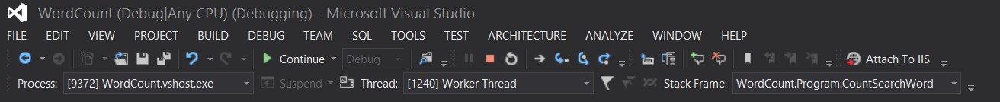 WordCount (Debug|Any CPU) (Debugging) - Microsoft Visual Studio
FILE EDIT VIEW PROJECT BUILD DEBUG TEAM SQL TOOLS TEST ARCHITECTURE ANALYZE WINDOW HELP
Continue Debug Attach To IIS
Process: [9372] WordCount.vshost.exe Suspend Thread: [1240] Worker Thread Stack Frame: WordCount.Program.CountSearchWord